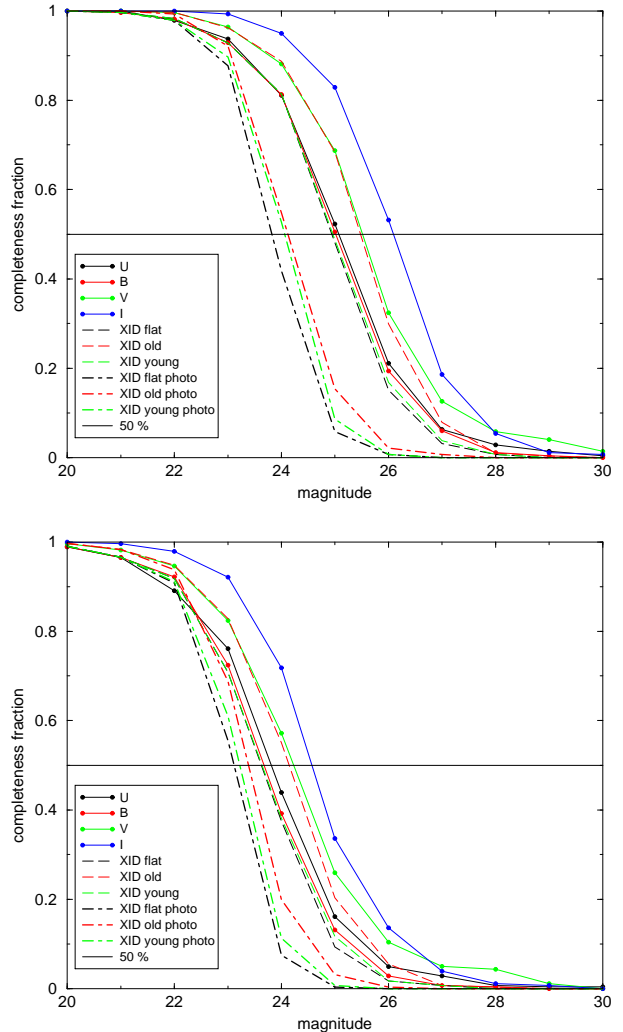 1
0.8
0.6
0.4
0.2
0
completeness fraction
U
B
V
I
XID flat
XID old
XID young
XID flat photo
XID old photo
XID young photo
50 %
20 22 24 26 28 30
magnitude
1
0.8
0.6
0.4
0.2
0
completeness fraction
U
B
V
I
XID flat
XID old
XID young
XID flat photo
XID old photo
XID young photo
50 %
20 22 24 26 28 30
magnitude